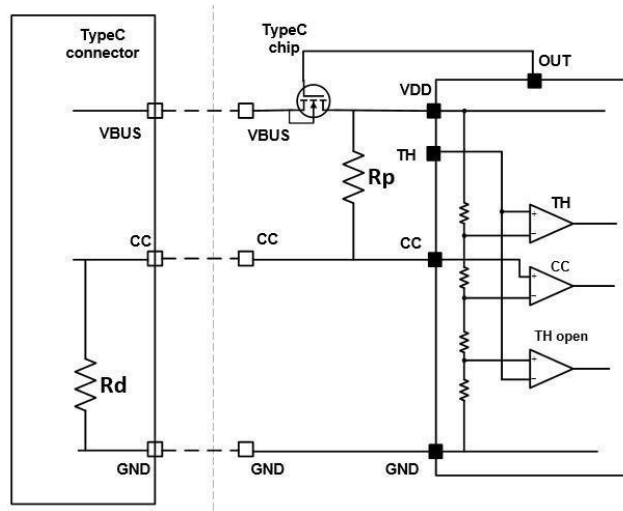 TypeC
connector
TypeC
chip
OUT
VDD
VBUS
VBUS
TH
Rp
TH
+
−
CC
CC
CC
CC
+
−
TH open
+
−
Rd
GND
GND
GND